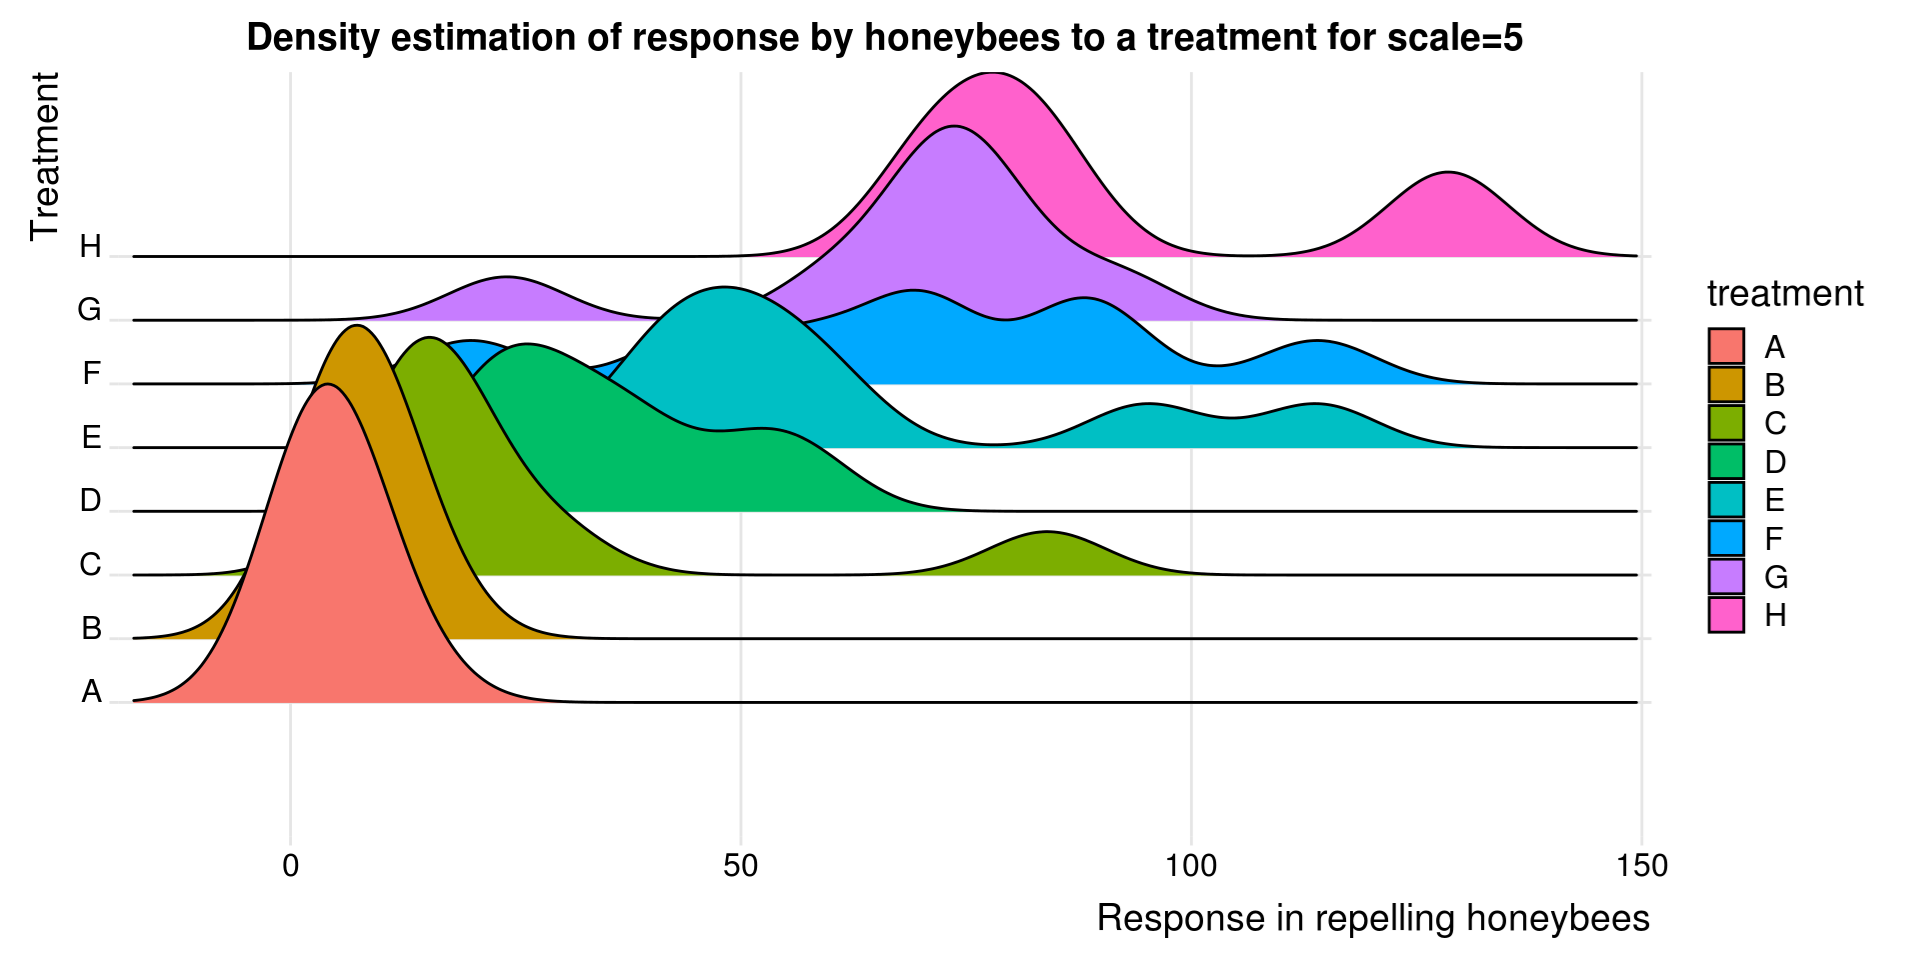 Density estimation of response by honeybees to a treatment for scale=5
Treatment
H
G
F
E
D
C
B
A
0 50 100 150
Response in repelling honeybees
treatment
A
B
C
D
E
F
G
H